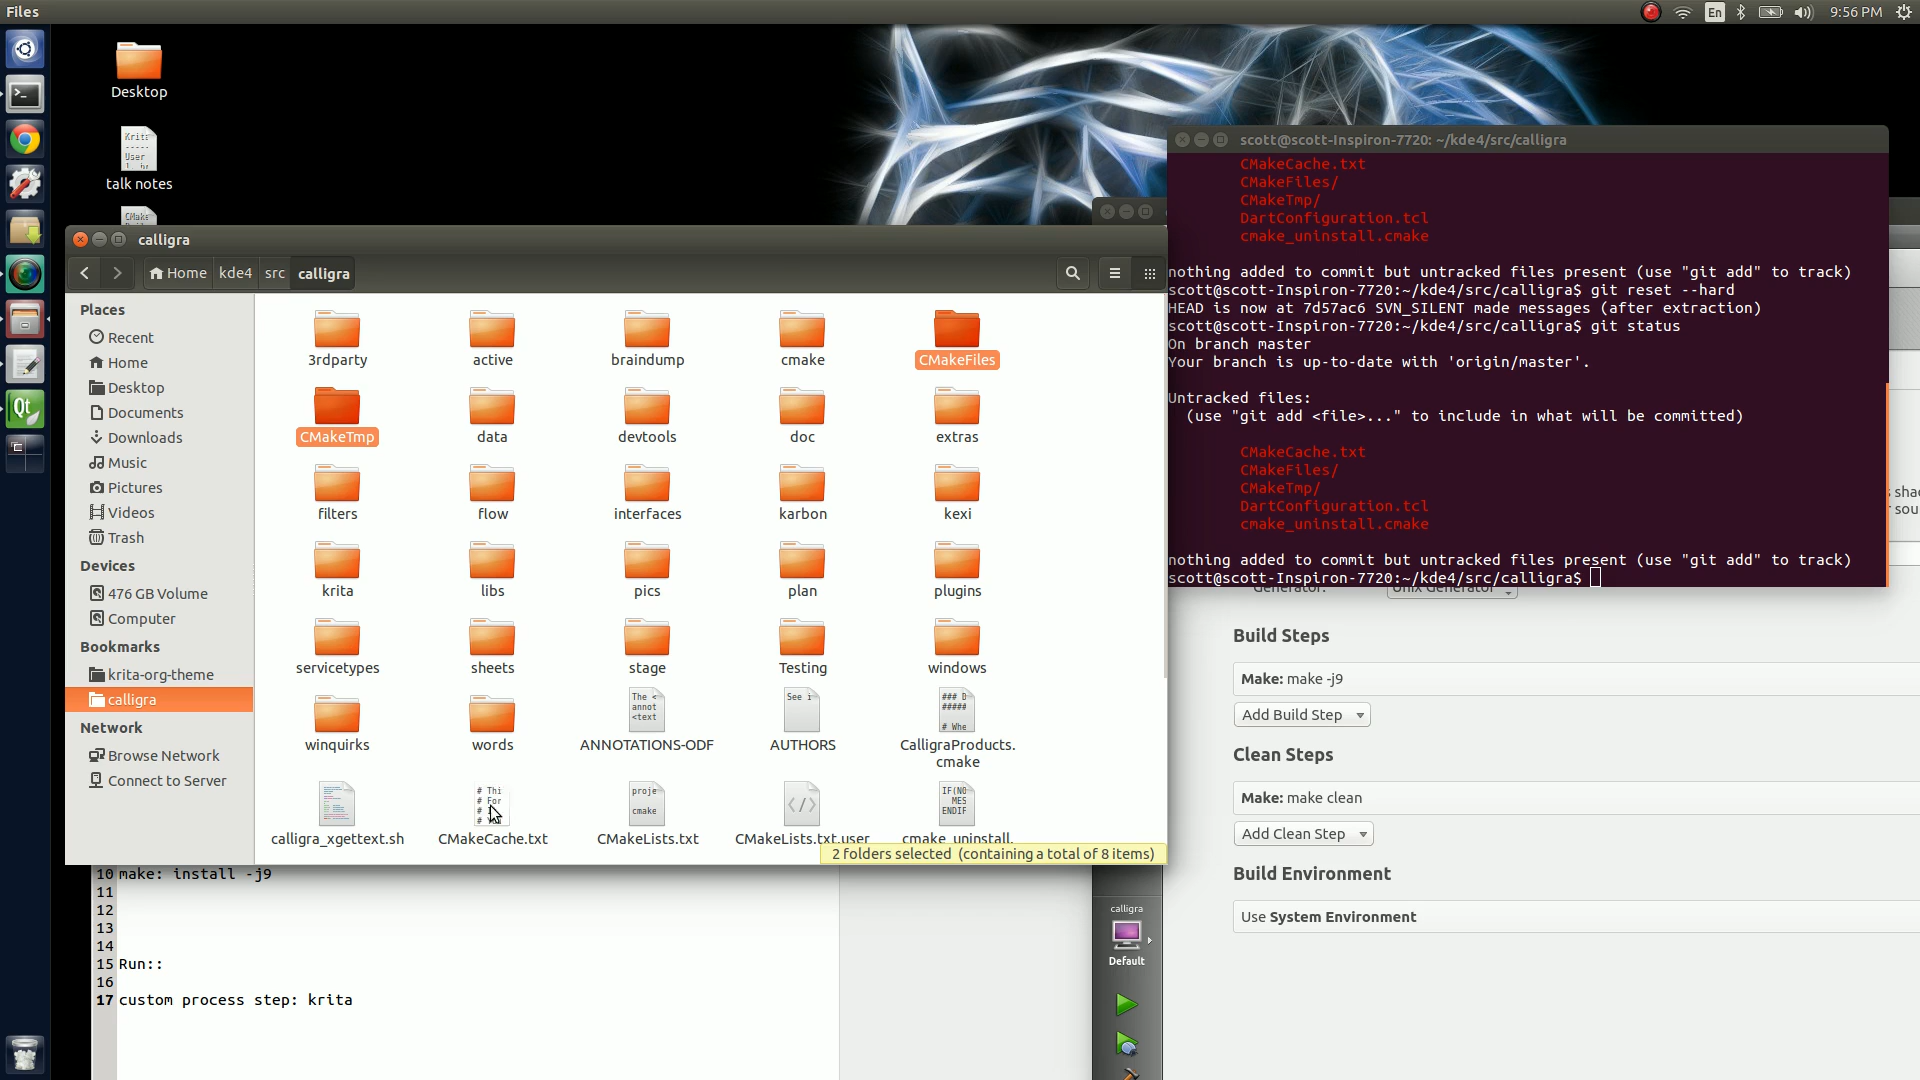 Files
En
9:56 PM
Desktop
talk notes
calligra
Home
kde4
src
calligra
Places
Recent
Home
Desktop
Documents
Downloads
Music
Pictures
Videos
Trash
Devices
476 GB Volume
Computer
Bookmarks
krita-org-theme
calligra
Network
Browse Network
Connect to Server
3rdparty
active
braindump
cmake
CMakeFiles
CMakeTmp
data
devtools
doc
extras
filters
flow
interfaces
karbon
kexi
krita
libs
pics
plan
plugins
servicetypes
sheets
stage
Testing
windows
winquirks
words
ANNOTATIONS-ODF
AUTHORS
CalligraProducts.
cmake
calligra_xgettext.sh
CMakeCache.txt
CMakeLists.txt
CMakeLists.txt.user
cmake_uninstall.
2 folders selected (containing a total of 8 items)
scott@scott-Inspiron-7720: ~/kde4/src/calligra
CMakeCache.txt
CMakeFiles/
CMakeTmp/
DartConfiguration.tcl
cmake_uninstall.cmake
nothing added to commit but untracked files present (use "git add" to track)
scott@scott-Inspiron-7720:~/kde4/src/calligra$ git reset --hard
HEAD is now at 7d57ac6 SVN_SILENT made messages (after extraction)
scott@scott-Inspiron-7720:~/kde4/src/calligra$ git status
On branch master
Your branch is up-to-date with 'origin/master'.
Untracked files:
(use "git add <file>..." to include in what will be committed)
CMakeCache.txt
CMakeFiles/
CMakeTmp/
DartConfiguration.tcl
cmake_uninstall.cmake
nothing added to commit but untracked files present (use "git add" to track)
scott@scott-Inspiron-7720:~/kde4/src/calligra$
Generator:
Unix Generator
Build Steps
Make: make -j9
Add Build Step
Clean Steps
Make: make clean
Add Clean Step
Build Environment
Use System Environment
calligra
Default
10 make: install -j9
11
12
13
14
15 Run::
16
17 custom process step: krita